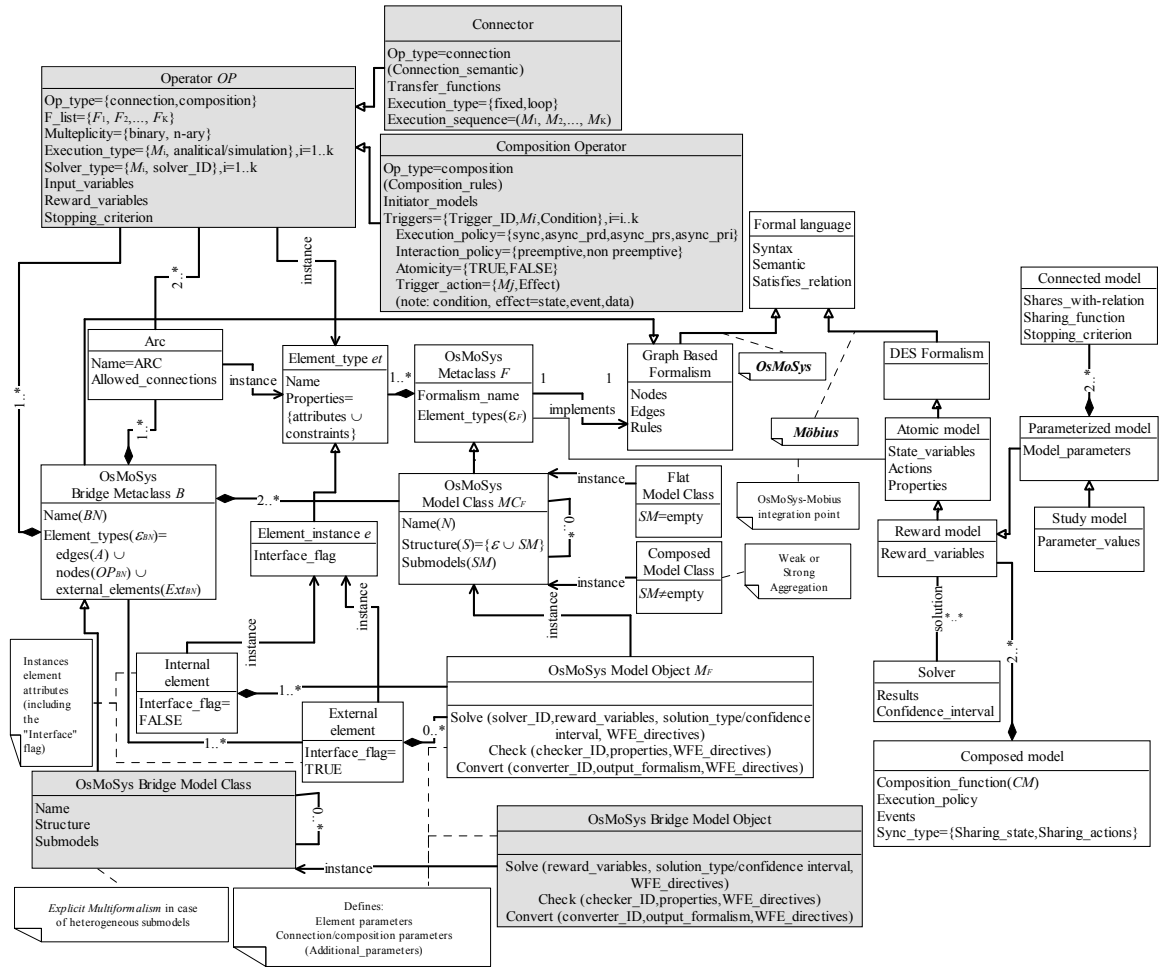 Connector
Op_type=connection
(Connection_semantic)
Transfer_functions
Execution_type={fixed,loop}
Execution_sequence=(M1, M2,..., MK)
Operator OP
Op_type={connection,composition}
F_list={F1, F2,..., FK}
Multeplicity={binary, n-ary}
Execution_type={Mi, analitical/simulation},i=1..k
Solver_type={Mi, solver_ID},i=1..k
Input_variables
Reward_variables
Stopping_criterion
Composition Operator
Op_type=composition
(Composition_rules)
Initiator_models
Triggers={Trigger_ID,Mi,Condition},i=i..k
Execution_policy={sync,async_prd,async_prs,async_pri}
Interaction_policy={preemptive,non preemptive}
Atomicity={TRUE,FALSE}
Trigger_action={Mj,Effect)
(note: condition, effect=state,event,data)
Formal language
Syntax
Semantic
Satisfies_relation
Connected model
Shares_with-relation
Sharing_function
Stopping_criterion
2..*
instance
1..*
Arc
Name=ARC
Allowed_connections
instance
1..*
Element_type et
Name
Properties=
{attributes ∪
constraints}
1..*
OsMoSys
Metaclass F
Formalism_name
Element_types(εF)
1
1
implements
Graph Based
Formalism
Nodes
Edges
Rules
OsMoSys
Möbius
DES Formalism
2..*
Atomic model
State_variables
Actions
Properties
Parameterized model
Model_parameters
OsMoSys
Bridge Metaclass B
Name(BN)
Element_types(εBN)=
edges(A) ∪
nodes(OPBN) ∪
external_elements(ExtBN)
2..*
OsMoSys
Model Class MCF
Name(N)
Structure(S)={ε ∪ SM}
Submodels(SM)
0..*
instance
Flat
Model Class
SM=empty
instance
Composed
Model Class
SM≠empty
OsMoSys-Mobius
integration point
Weak or
Strong
Aggregation
Reward model
Reward_variables
Study model
Parameter_values
Element_instance e
Interface_flag
instance
instance
instance
solution
*..*
2..*
Instances
element
attributes
(including
the
"Interface"
flag)
Internal
element
Interface_flag=
FALSE
1..*
OsMoSys Model Object MF
Solve (solver_ID,reward_variables, solution_type/confidence
interval, WFE_directives)
Check (checker_ID,properties,WFE_directives)
Convert (converter_ID,output_formalism,WFE_directives)
Solver
Results
Confidence_interval
External
element
Interface_flag=
TRUE
1..*
0..*
Composed model
Composition_function(CM)
Execution_policy
Events
Sync_type={Sharing_state,Sharing_actions}
OsMoSys Bridge Model Class
Name
Structure
Submodels
0..*
OsMoSys Bridge Model Object
Solve (reward_variables, solution_type/confidence interval,
WFE_directives)
Check (checker_ID,properties,WFE_directives)
Convert (converter_ID,output_formalism,WFE_directives)
instance
Explicit Multiformalism in case
of heterogeneous submodels
Defines:
Element parameters
Connection/composition parameters
(Additional_parameters)